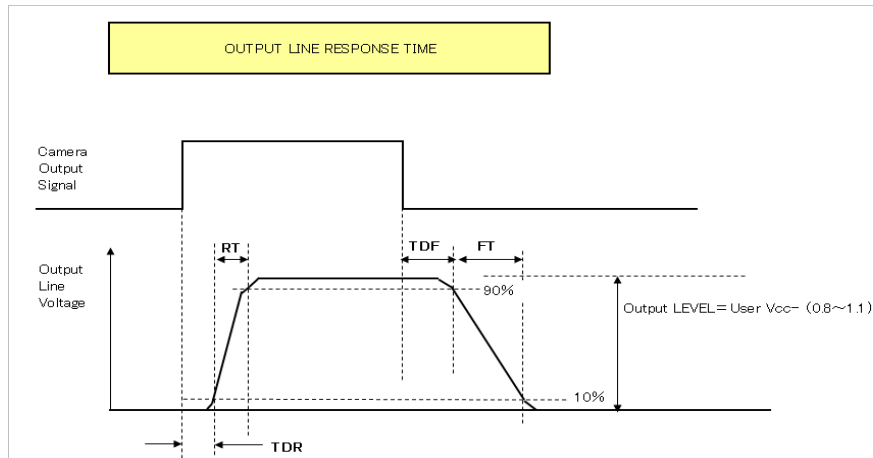 OUTPUT LINE RESPONSE TIME
Camera
Output
Signal
RT
TDF
FT
Output
Line
Voltage
90%
Output LEVEL=User Vcc-（0.8～1.1）
10%
TDR